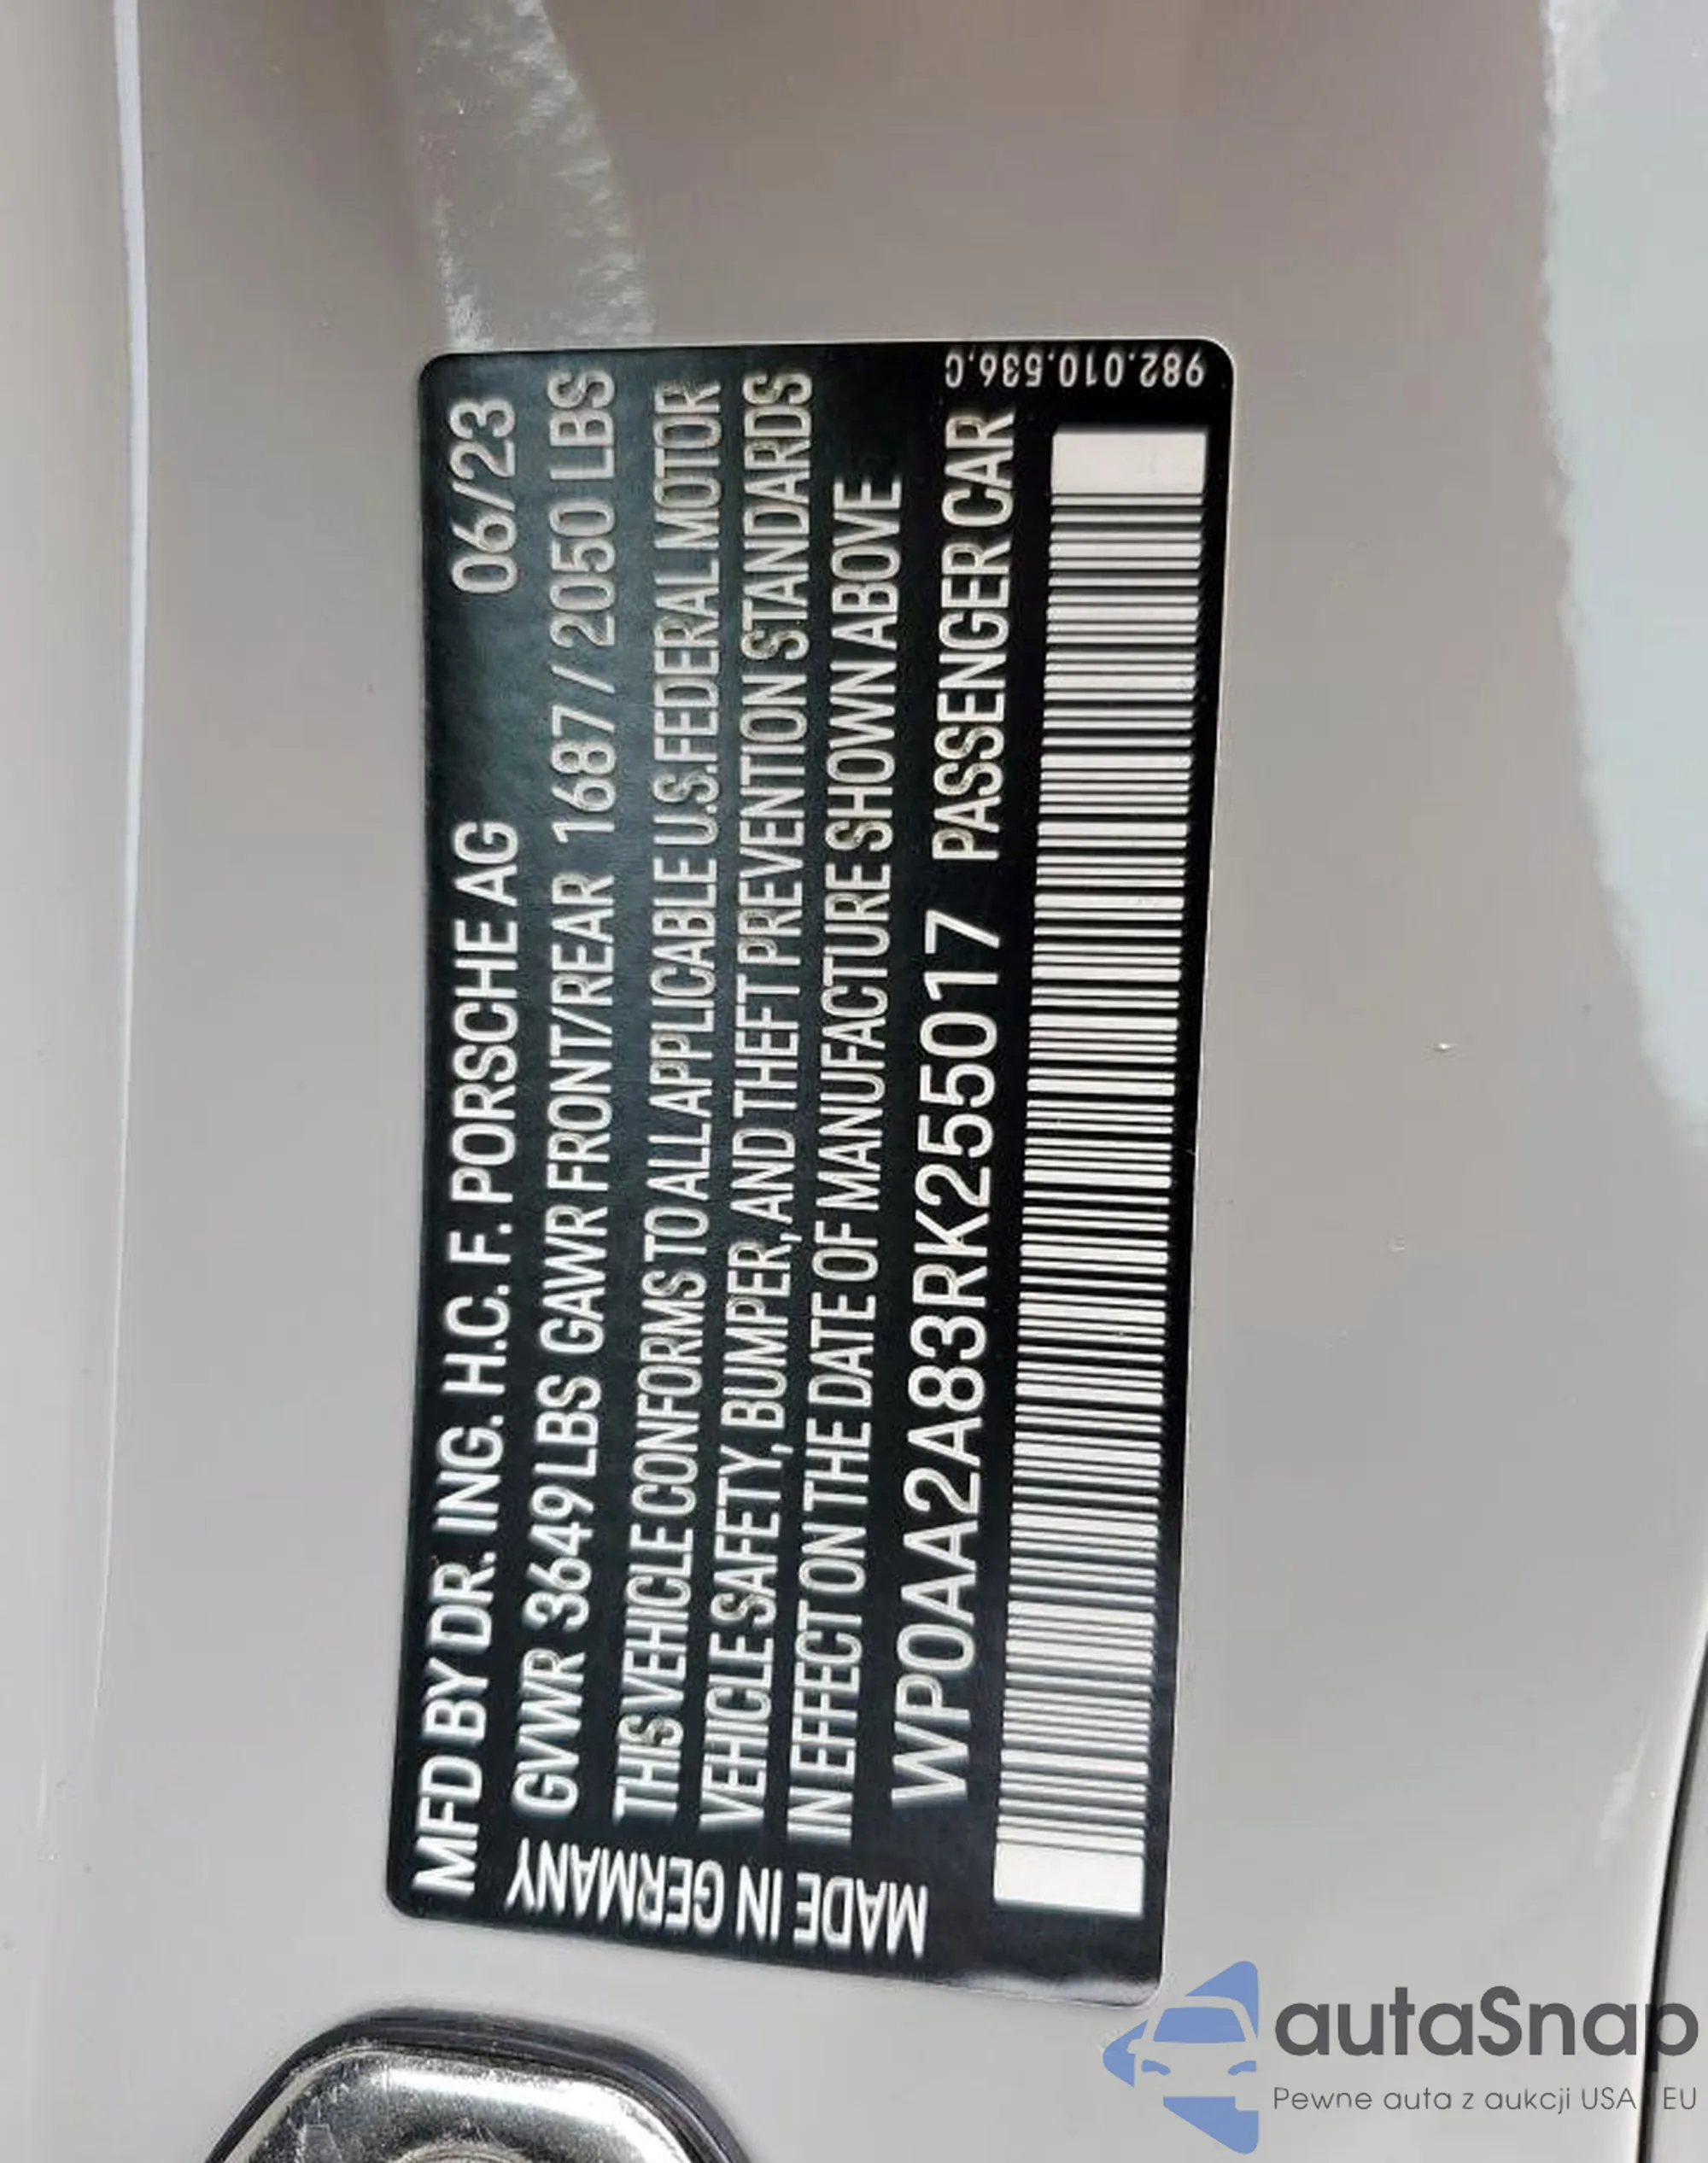 MFD BY DR. ING. H.C. F. PORSCHE AG 06/23
GVWR 3649 LBS GAWR FRONT/REAR 1687 / 2050 LBS
THIS VEHICLE CONFORMS TO ALL APPLICABLE U.S. FEDERAL MOTOR
VEHICLE SAFETY, BUMPER, AND THEFT PREVENTION STANDARDS
IN EFFECT ON THE DATE OF MANUFACTURE SHOWN ABOVE
WP0AA2A83RK255017 PASSENGER CAR
MADE IN GERMANY
982.010.536.C
autaSnap
Pewne auta z aukcji USA EU